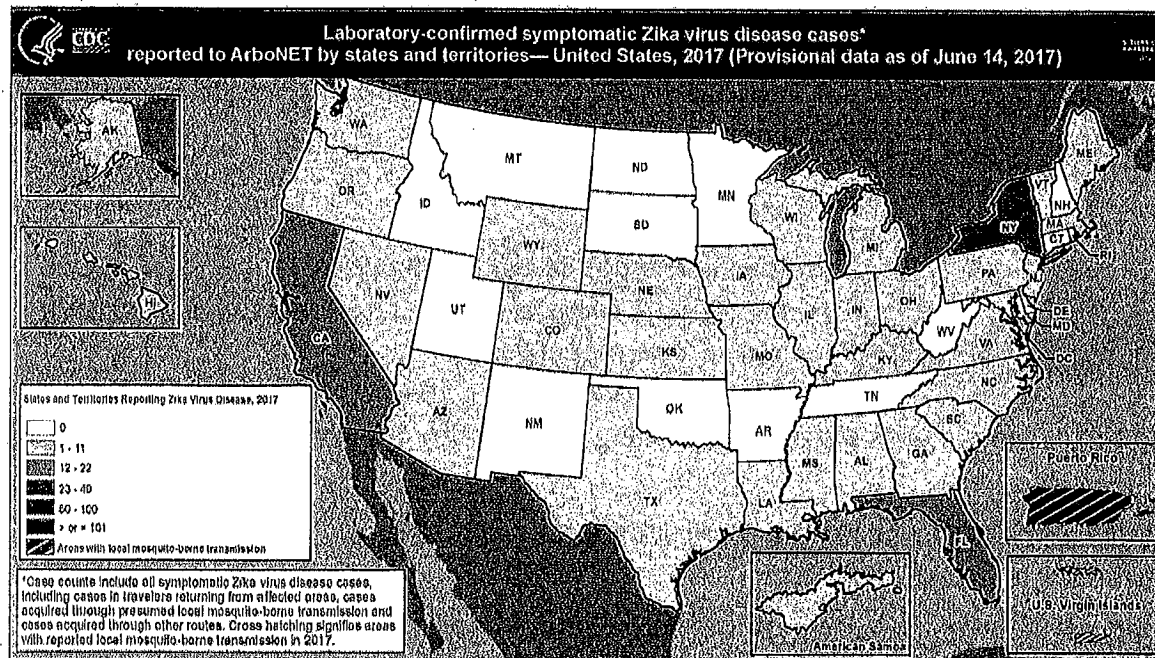 CDC
Laboratory-confirmed symptomatic Zika virus disease cases*
reported to ArboNET by states and territories— United States, 2017 (Provisional data as of June 14, 2017)
AK
HI
WA
OR
CA
NV
ID
MT
WY
UT
CO
AZ
NM
ND
SD
NE
KS
OK
TX
MN
IA
MO
AR
LA
WI
IL
MI
IN
OH
KY
TN
MS
AL
GA
FL
SC
NC
VA
WV
PA
NY
VT
NH
ME
MA
CT
RI
DE
MD
DC
States and Territories Reporting Zika Virus Disease, 2017
0
1 - 11
12 - 22
23 - 40
> or = 101
Areas with local mosquito-borne transmission
*Case counts include all symptomatic Zika virus disease cases,
including cases in travelers returning from affected areas, cases
acquired through presumed local mosquito-borne transmission and
cases acquired through other routes. Cross hatching signifies areas
with reported local mosquito-borne transmission in 2017.
Puerto Rico
U.S. Virgin Islands
American Samoa